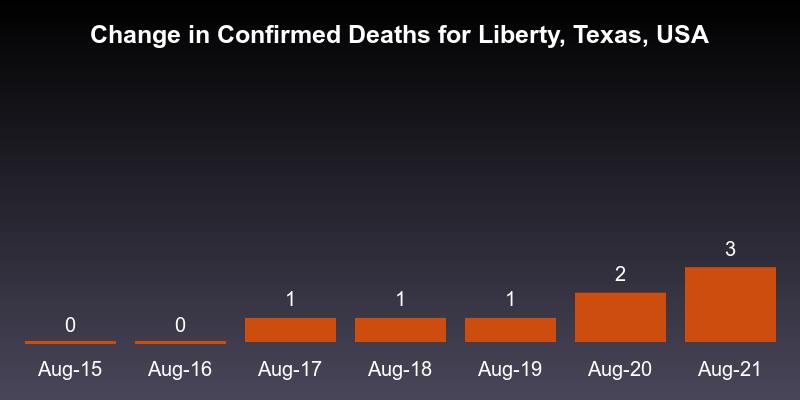 Change in Confirmed Deaths for Liberty, Texas, USA
0 0 1 1 1 2 3
Aug-15 Aug-16 Aug-17 Aug-18 Aug-19 Aug-20 Aug-21